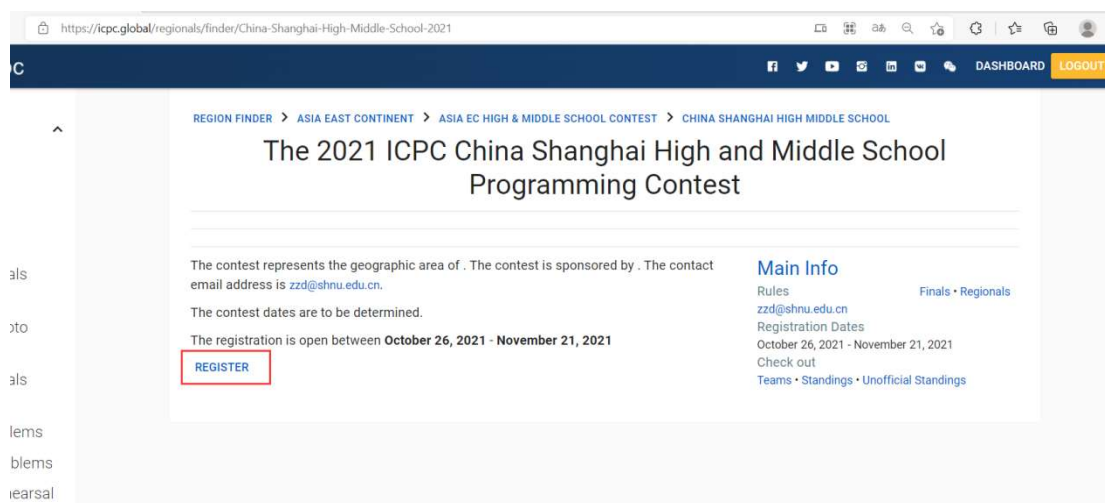 https://icpc.global/regionals/finder/China-Shanghai-High-Middle-School-2021
DASHBOARD LOGOUT
REGION FINDER > ASIA EAST CONTINENT > ASIA EC HIGH & MIDDLE SCHOOL CONTEST > CHINA SHANGHAI HIGH MIDDLE SCHOOL
The 2021 ICPC China Shanghai High and Middle School
Programming Contest
The contest represents the geographic area of . The contest is sponsored by . The contact
email address is zzd@shnu.edu.cn.
The contest dates are to be determined.
The registration is open between October 26, 2021 - November 21, 2021
REGISTER
Main Info
Rules Finals • Regionals
zzd@shnu.edu.cn
Registration Dates
October 26, 2021 - November 21, 2021
Check out
Teams • Standings • Unofficial Standings
als
oto
als
lems
blems